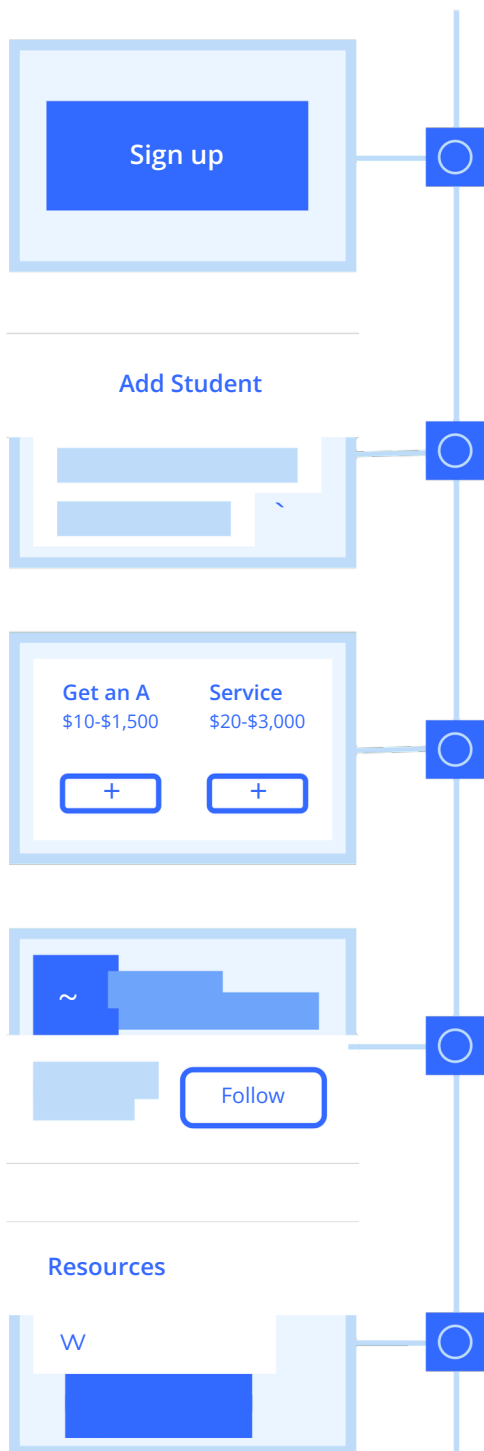 Sign up
Add Student
`
Get an A Service
$10-$1,500 $20-$3,000
+ +
~
Follow
Resources
W